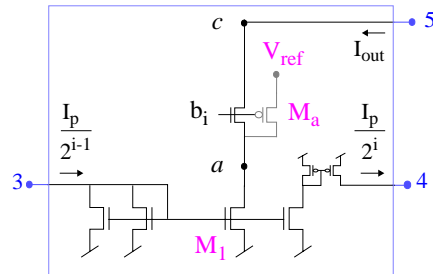 c
5
I_out
V_ref
b_i
M_a
I_p
2^{i-1}
I_p
2^i
a
3
4
M_1